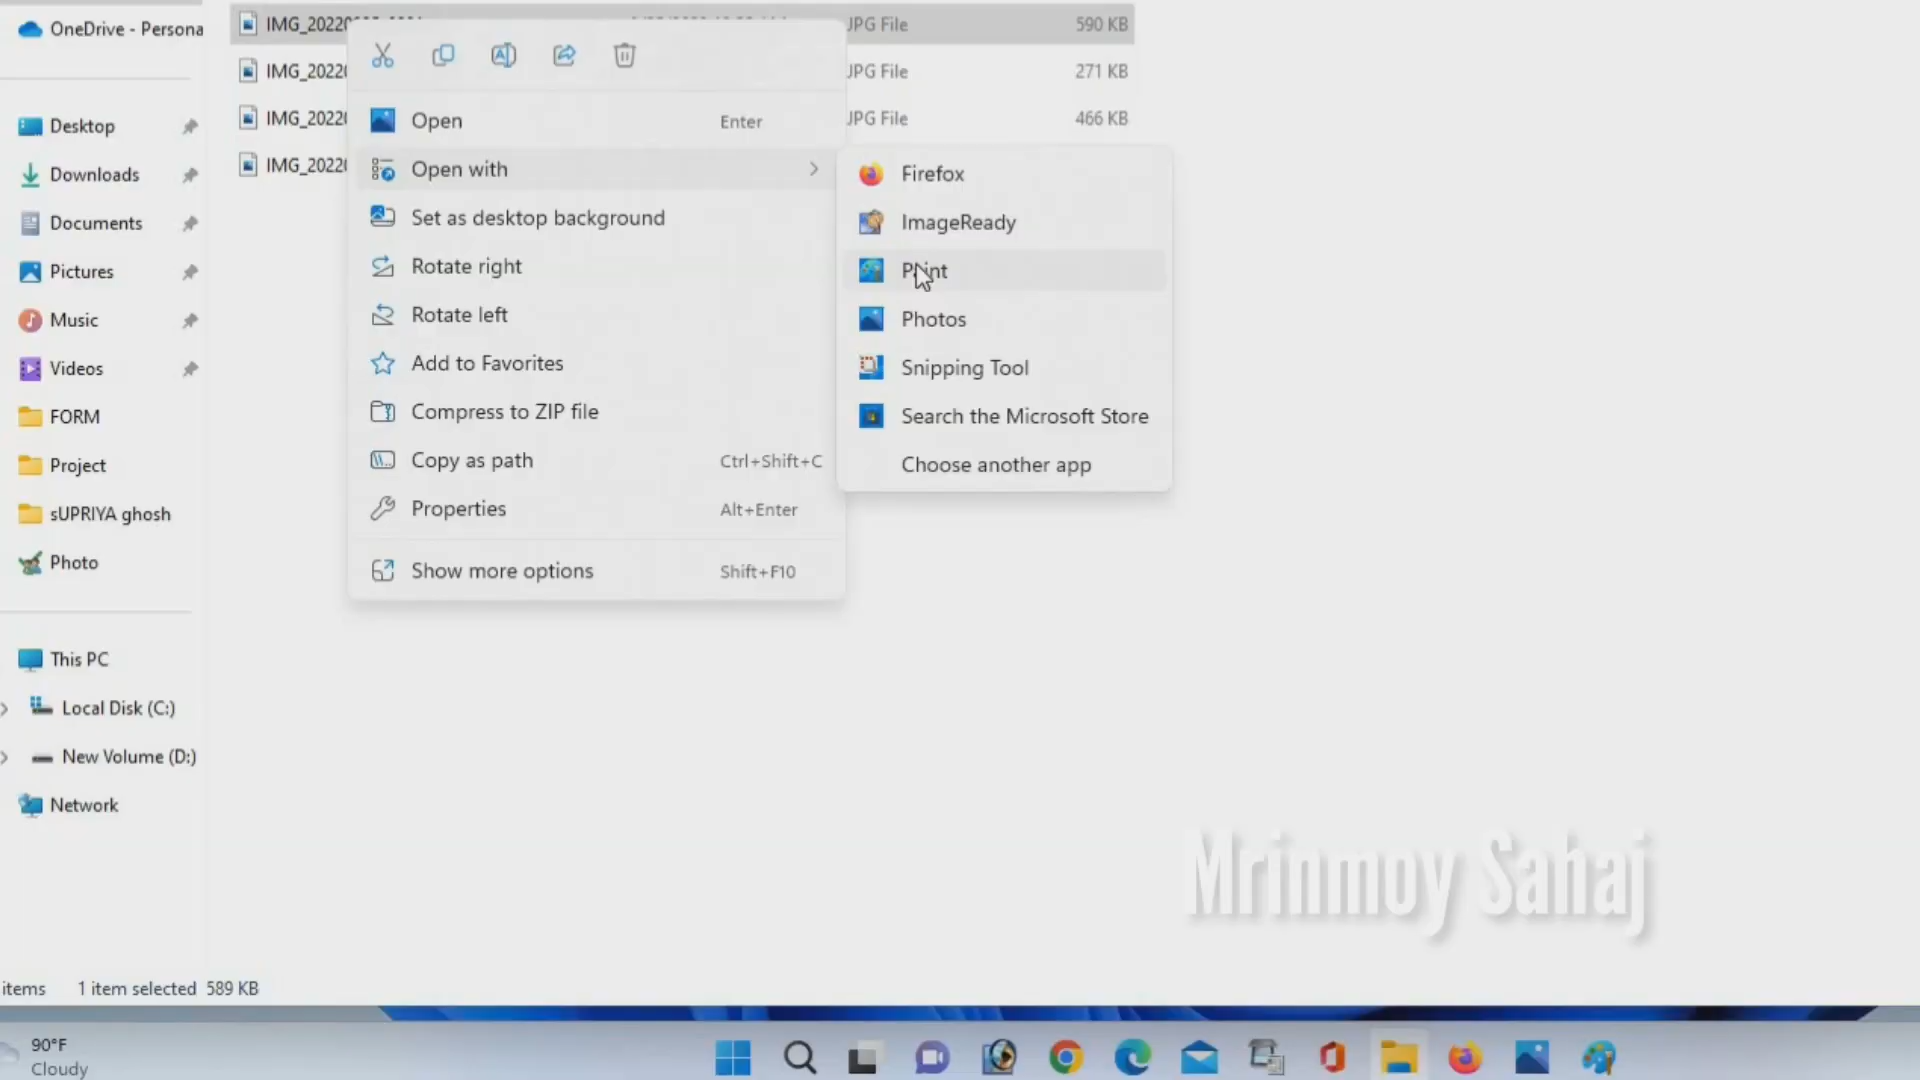 OneDrive - Persona
Desktop
Downloads
Documents
Pictures
Music
Videos
FORM
Project
sUPRIYA ghosh
Photo
This PC
Local Disk (C:)
New Volume (D:)
Network
JPG File 590 KB
IMG_2022 JPG File 271 KB
IMG_2022 JPG File 466 KB
IMG_2022
Open Enter
Open with
Set as desktop background
Rotate right
Rotate left
Add to Favorites
Compress to ZIP file
Copy as path Ctrl+Shift+C
Properties Alt+Enter
Show more options Shift+F10
Firefox
ImageReady
Paint
Photos
Snipping Tool
Search the Microsoft Store
Choose another app
Mrinmoy Sahaj
items 1 item selected 589 KB
90°F
Cloudy